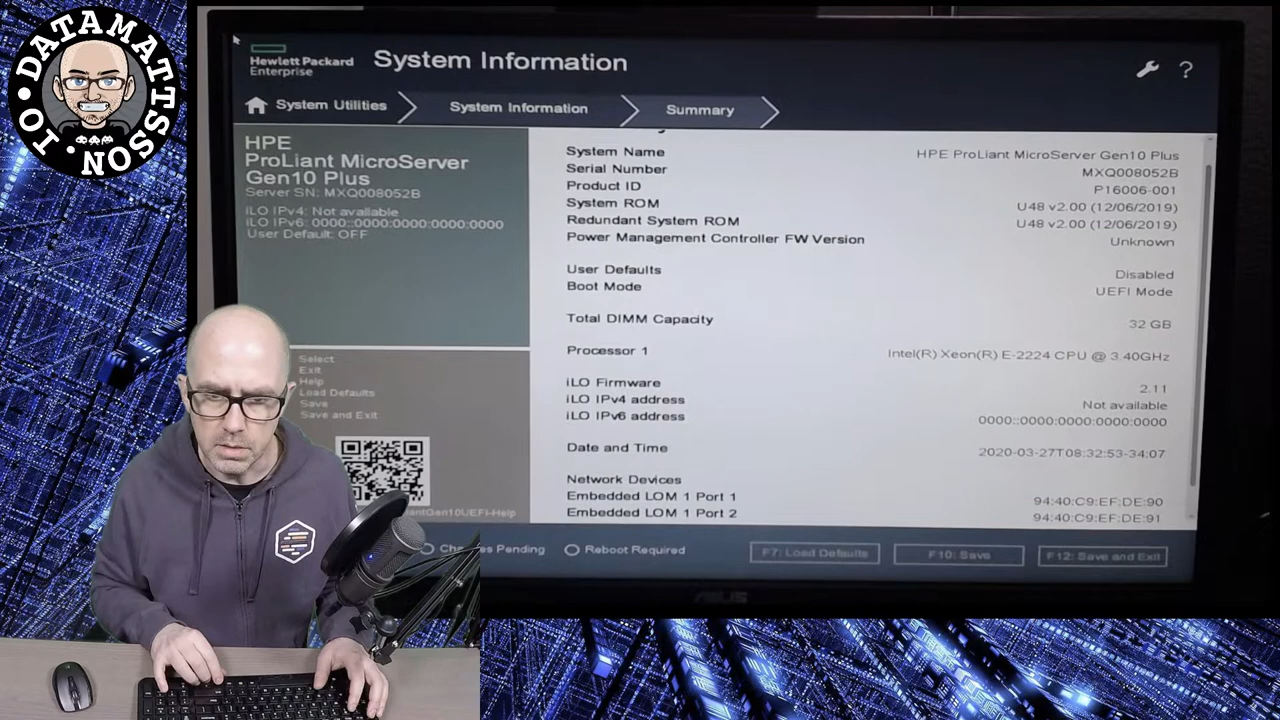 DATAMATTSSON.IO
Hewlett Packard
Enterprise
System Information
?
System Utilities
System Information
Summary
HPE
ProLiant MicroServer
Gen10 Plus
Server SN: MXQ008052B
iLO IPv4: Not available
iLO IPv6: 0000::0000:0000:0000:0000
User Default: OFF
Select
Exit
Help
Load Defaults
Save
Save and Exit
antGen10UEFI-Help
System Name HPE ProLiant MicroServer Gen10 Plus
Serial Number MXQ008052B
Product ID P16006-001
System ROM U48 v2.00 (12/06/2019)
Redundant System ROM U48 v2.00 (12/06/2019)
Power Management Controller FW Version Unknown
User Defaults Disabled
Boot Mode UEFI Mode
Total DIMM Capacity 32 GB
Processor 1 Intel(R) Xeon(R) E-2224 CPU @ 3.40GHz
iLO Firmware 2.11
iLO IPv4 address Not available
iLO IPv6 address 0000::0000:0000:0000:0000
Date and Time 2020-03-27T08:32:53-34:07
Network Devices
Embedded LOM 1 Port 1 94:40:C9:EF:DE:90
Embedded LOM 1 Port 2 94:40:C9:EF:DE:91
Pending
Reboot Required
F7: Load Defaults
F10: Save
F12: Save and Exit
ASUS